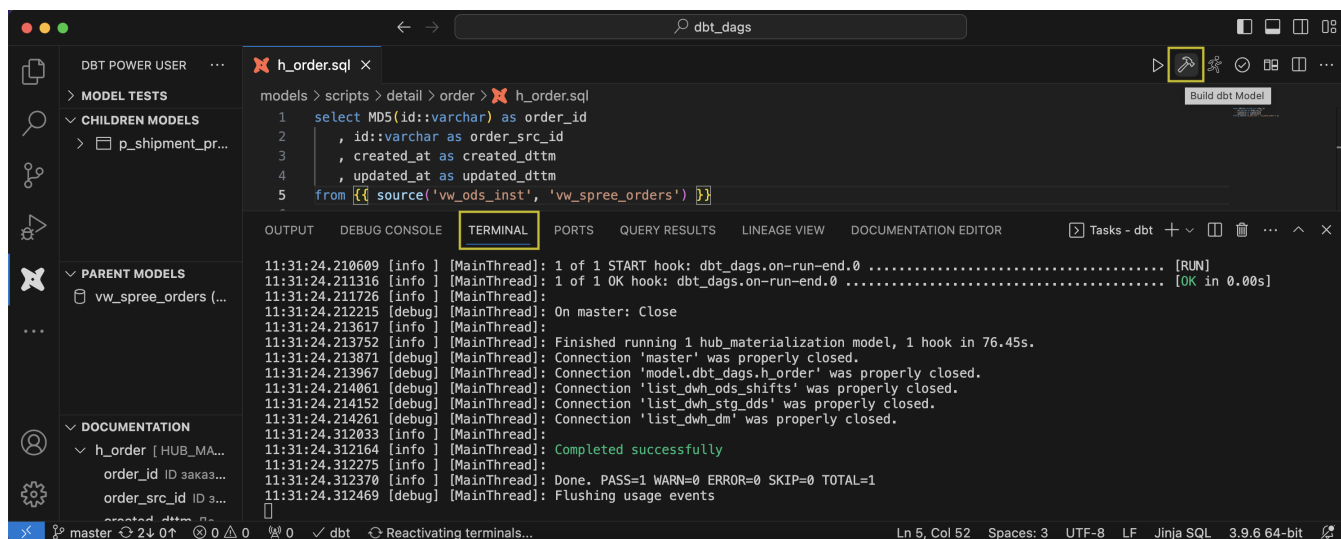 dbt_dags
DBT POWER USER ···
h_order.sql ×
MODEL TESTS
models > scripts > detail > order > h_order.sql
Build dbt Model
CHILDREN MODELS
p_shipment_pr...
1 select MD5(id::varchar) as order_id
2 , id::varchar as order_src_id
3 , created_at as created_dttm
4 , updated_at as updated_dttm
5 from {{ source('vw_ods_inst', 'vw_spree_orders') }}
OUTPUT DEBUG CONSOLE TERMINAL PORTS QUERY RESULTS LINEAGE VIEW DOCUMENTATION EDITOR Tasks - dbt
PARENT MODELS
vw_spree_orders (...
11:31:24.210609 [info ] [MainThread]: 1 of 1 START hook: dbt_dags.on-run-end.0 ..................................... [RUN]
11:31:24.211316 [info ] [MainThread]: 1 of 1 OK hook: dbt_dags.on-run-end.0 ........................................ [OK in 0.00s]
11:31:24.211726 [info ] [MainThread]:
11:31:24.212215 [debug] [MainThread]: On master: Close
11:31:24.213617 [info ] [MainThread]:
11:31:24.213752 [info ] [MainThread]: Finished running 1 hub_materialization model, 1 hook in 76.45s.
11:31:24.213871 [debug] [MainThread]: Connection 'master' was properly closed.
11:31:24.213967 [debug] [MainThread]: Connection 'model.dbt_dags.h_order' was properly closed.
11:31:24.214061 [debug] [MainThread]: Connection 'list_dwh_ods_shifts' was properly closed.
11:31:24.214152 [debug] [MainThread]: Connection 'list_dwh_stg_dds' was properly closed.
11:31:24.214261 [debug] [MainThread]: Connection 'list_dwh_dm' was properly closed.
11:31:24.312033 [info ] [MainThread]:
11:31:24.312164 [info ] [MainThread]: Completed successfully
11:31:24.312275 [info ] [MainThread]:
11:31:24.312370 [info ] [MainThread]: Done. PASS=1 WARN=0 ERROR=0 SKIP=0 TOTAL=1
11:31:24.312469 [debug] [MainThread]: Flushing usage events
DOCUMENTATION
h_order [ HUB_MA...
order_id ID заказ...
order_src_id ID з...
master 2↓ 0↑ 0 0 0 dbt Reactivating terminals... Ln 5, Col 52 Spaces: 3 UTF-8 LF Jinja SQL 3.9.6 64-bit